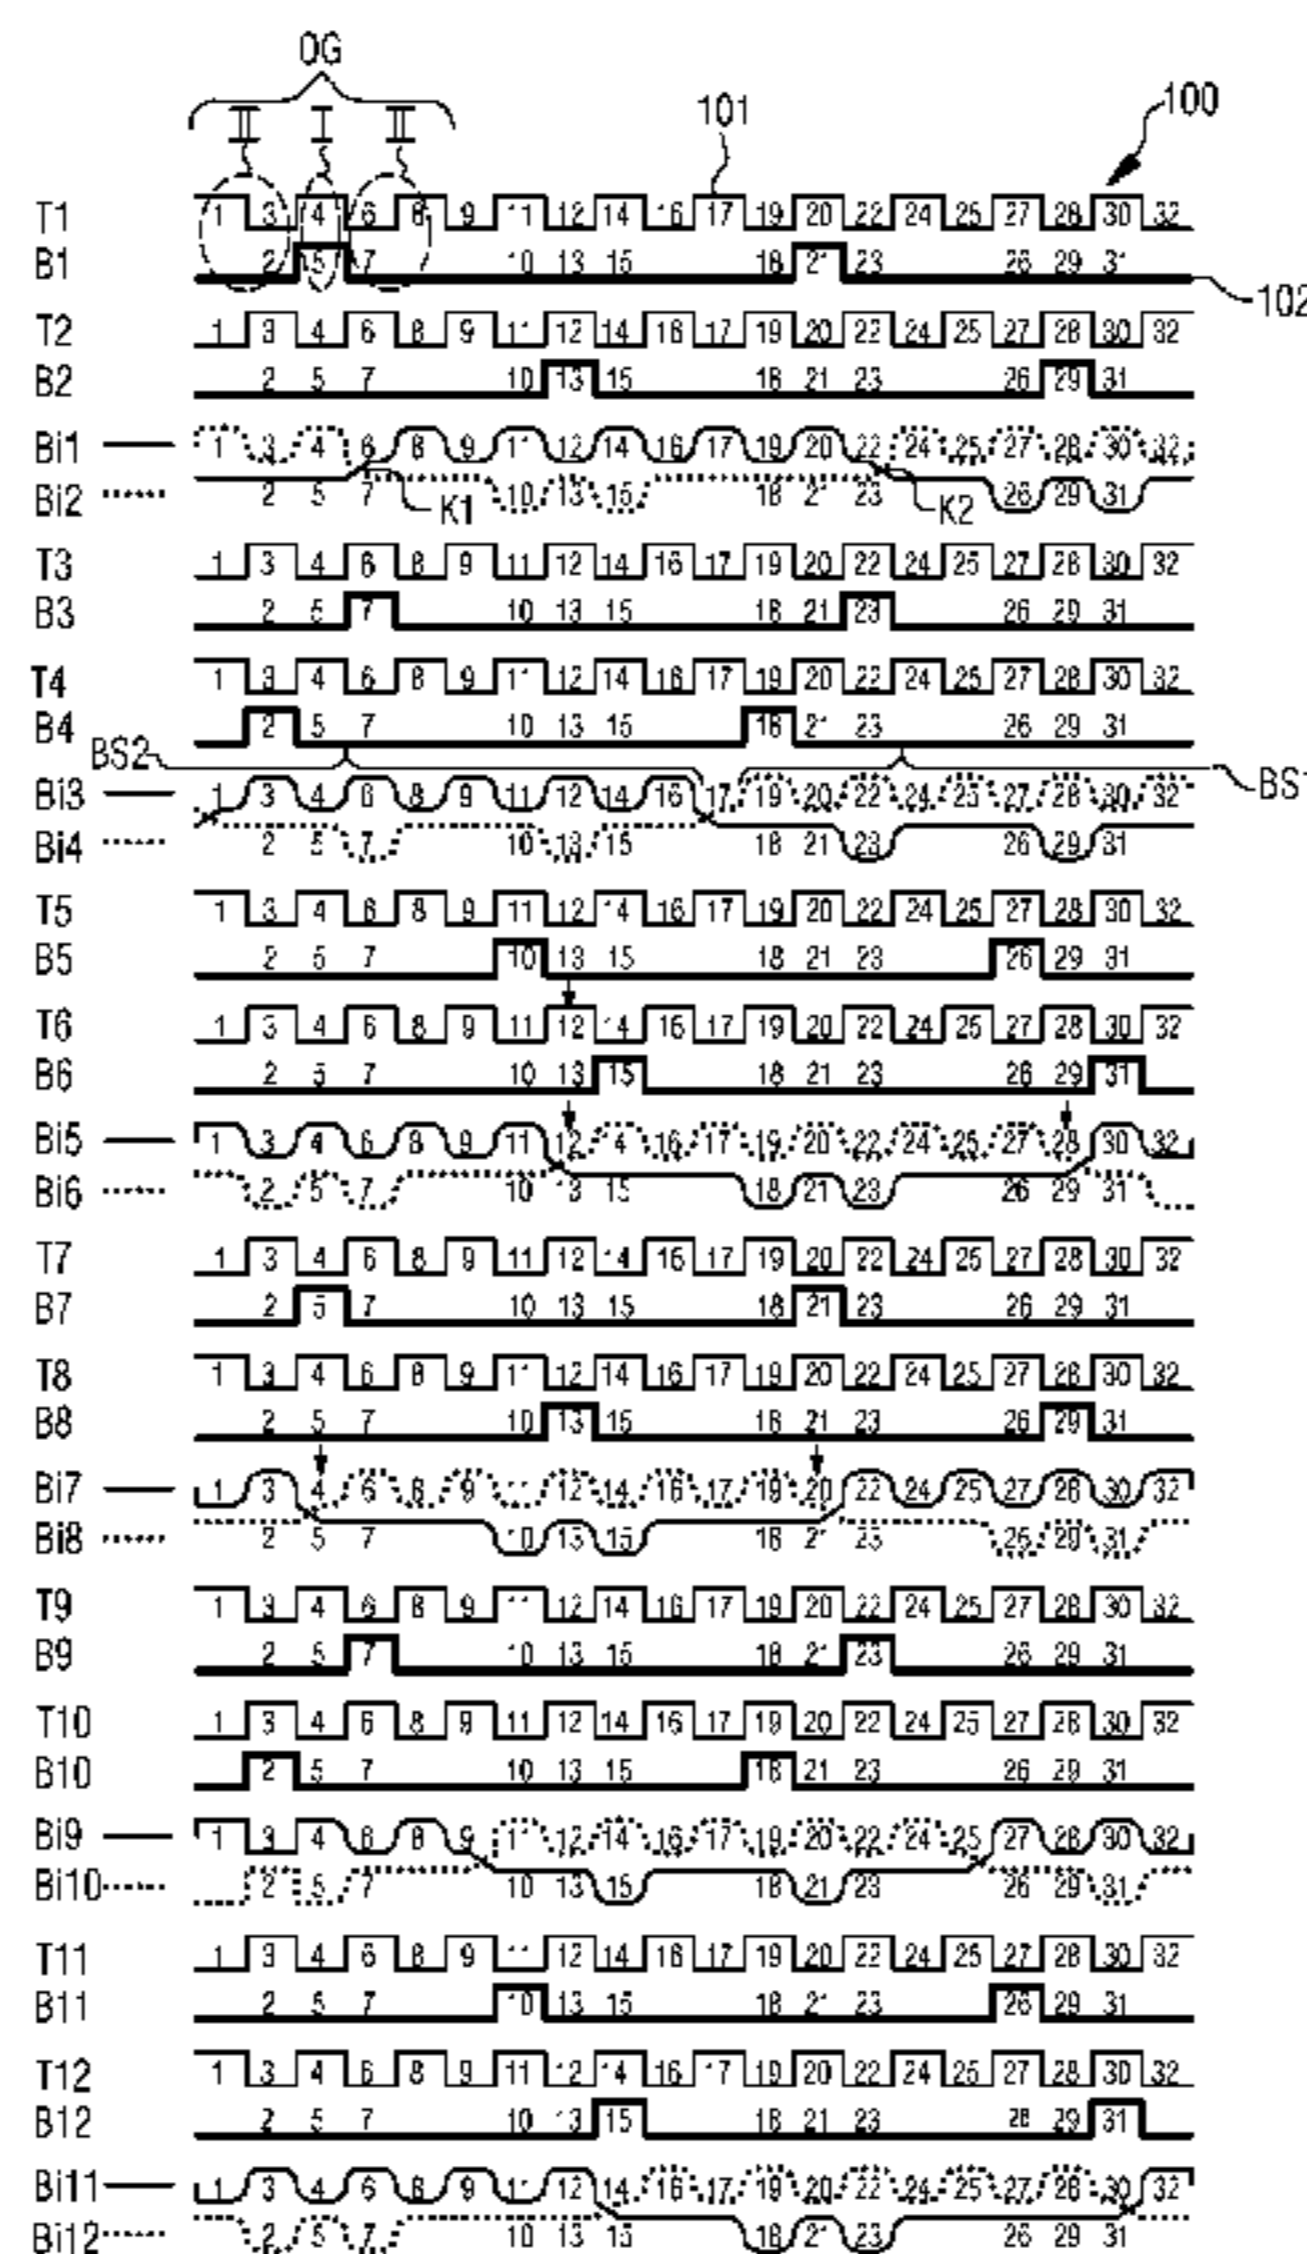 OG
II I II
101
100
T1 1 3 4 6 8 9 11 12 14 16 17 19 20 22 24 25 27 28 30 32
B1 2 5 7 10 13 15 18 21 23 26 29 31
102
T2 1 3 4 6 8 9 11 12 14 16 17 19 20 22 24 25 27 28 30 32
B2 2 5 7 10 13 15 18 21 23 26 29 31
Bi1 1 3 4 6 8 9 11 12 14 16 17 19 20 22 24 25 27 28 30 32
Bi2 2 5 7 K1 10 13 15 18 21 23 K2 26 29 31
T3 1 3 4 6 8 9 11 12 14 16 17 19 20 22 24 25 27 28 30 32
B3 2 5 7 10 13 15 18 21 23 26 29 31
T4 1 3 4 6 8 9 11 12 14 16 17 19 20 22 24 25 27 28 30 32
B4 2 5 7 10 13 15 18 21 23 26 29 31
BS2
Bi3 1 3 4 6 8 9 11 12 14 16 17 19 20 22 24 25 27 28 30 32 BS1
Bi4 2 5 7 10 13 15 18 21 23 26 29 31
T5 1 3 4 6 8 9 11 12 14 16 17 19 20 22 24 25 27 28 30 32
B5 2 5 7 10 13 15 18 21 23 26 29 31
T6 1 3 4 6 8 9 11 12 14 16 17 19 20 22 24 25 27 28 30 32
B6 2 5 7 10 13 15 18 21 23 26 29 31
Bi5 1 3 4 6 8 9 11 12 14 16 17 19 20 22 24 25 27 28 30 32
Bi6 2 5 7 10 13 15 18 21 23 26 29 31
T7 1 3 4 6 8 9 11 12 14 16 17 19 20 22 24 25 27 28 30 32
B7 2 5 7 10 13 15 18 21 23 26 29 31
T8 1 3 4 6 8 9 11 12 14 16 17 19 20 22 24 25 27 28 30 32
B8 2 5 7 10 13 15 18 21 23 26 29 31
Bi7 1 3 4 6 8 9 11 12 14 16 17 19 20 22 24 25 27 28 30 32
Bi8 2 5 7 10 13 15 18 21 23 26 29 31
T9 1 3 4 6 8 9 11 12 14 16 17 19 20 22 24 25 27 28 30 32
B9 2 5 7 10 13 15 18 21 23 26 29 31
T10 1 3 4 6 8 9 11 12 14 16 17 19 20 22 24 25 27 28 30 32
B10 2 5 7 10 13 15 18 21 23 26 29 31
Bi9 1 3 4 6 8 9 11 12 14 16 17 19 20 22 24 25 27 28 30 32
Bi10 2 5 7 10 13 15 18 21 23 26 29 31
T11 1 3 4 6 8 9 11 12 14 16 17 19 20 22 24 25 27 28 30 32
B11 2 5 7 10 13 15 18 21 23 26 29 31
T12 1 3 4 6 8 9 11 12 14 16 17 19 20 22 24 25 27 28 30 32
B12 2 5 7 10 13 15 18 21 23 26 29 31
Bi11 1 3 4 6 8 9 11 12 14 16 17 19 20 22 24 25 27 28 30 32
Bi12 2 5 7 10 13 15 18 21 23 26 29 31